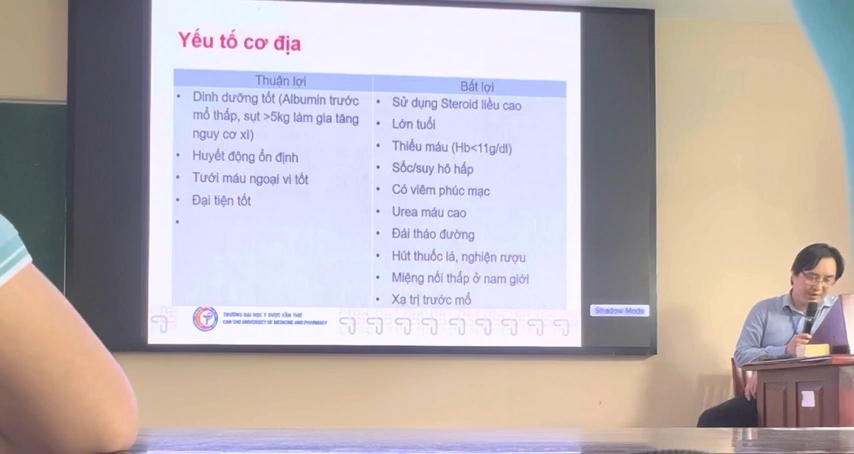 Yếu tố cơ địa
Thuận lợi
Dinh dưỡng tốt (Albumin trước
mổ thấp, sụt >5kg làm gia tăng
nguy cơ xì)
Huyết động ổn định
Tưới máu ngoại vi tốt
Đại tiện tốt
Bất lợi
Sử dụng Steroid liều cao
Lớn tuổi
Thiếu máu (Hb<11g/dl)
Sốc/suy hô hấp
Có viêm phúc mạc
Urea máu cao
Đái tháo đường
Hút thuốc lá, nghiện rượu
Miệng nối thấp ở nam giới
Xạ trị trước mổ
TRƯỜNG ĐẠI HỌC Y DƯỢC CẦN THƠ
CAN THO UNIVERSITY OF MEDICINE AND PHARMACY
Shadow Mode